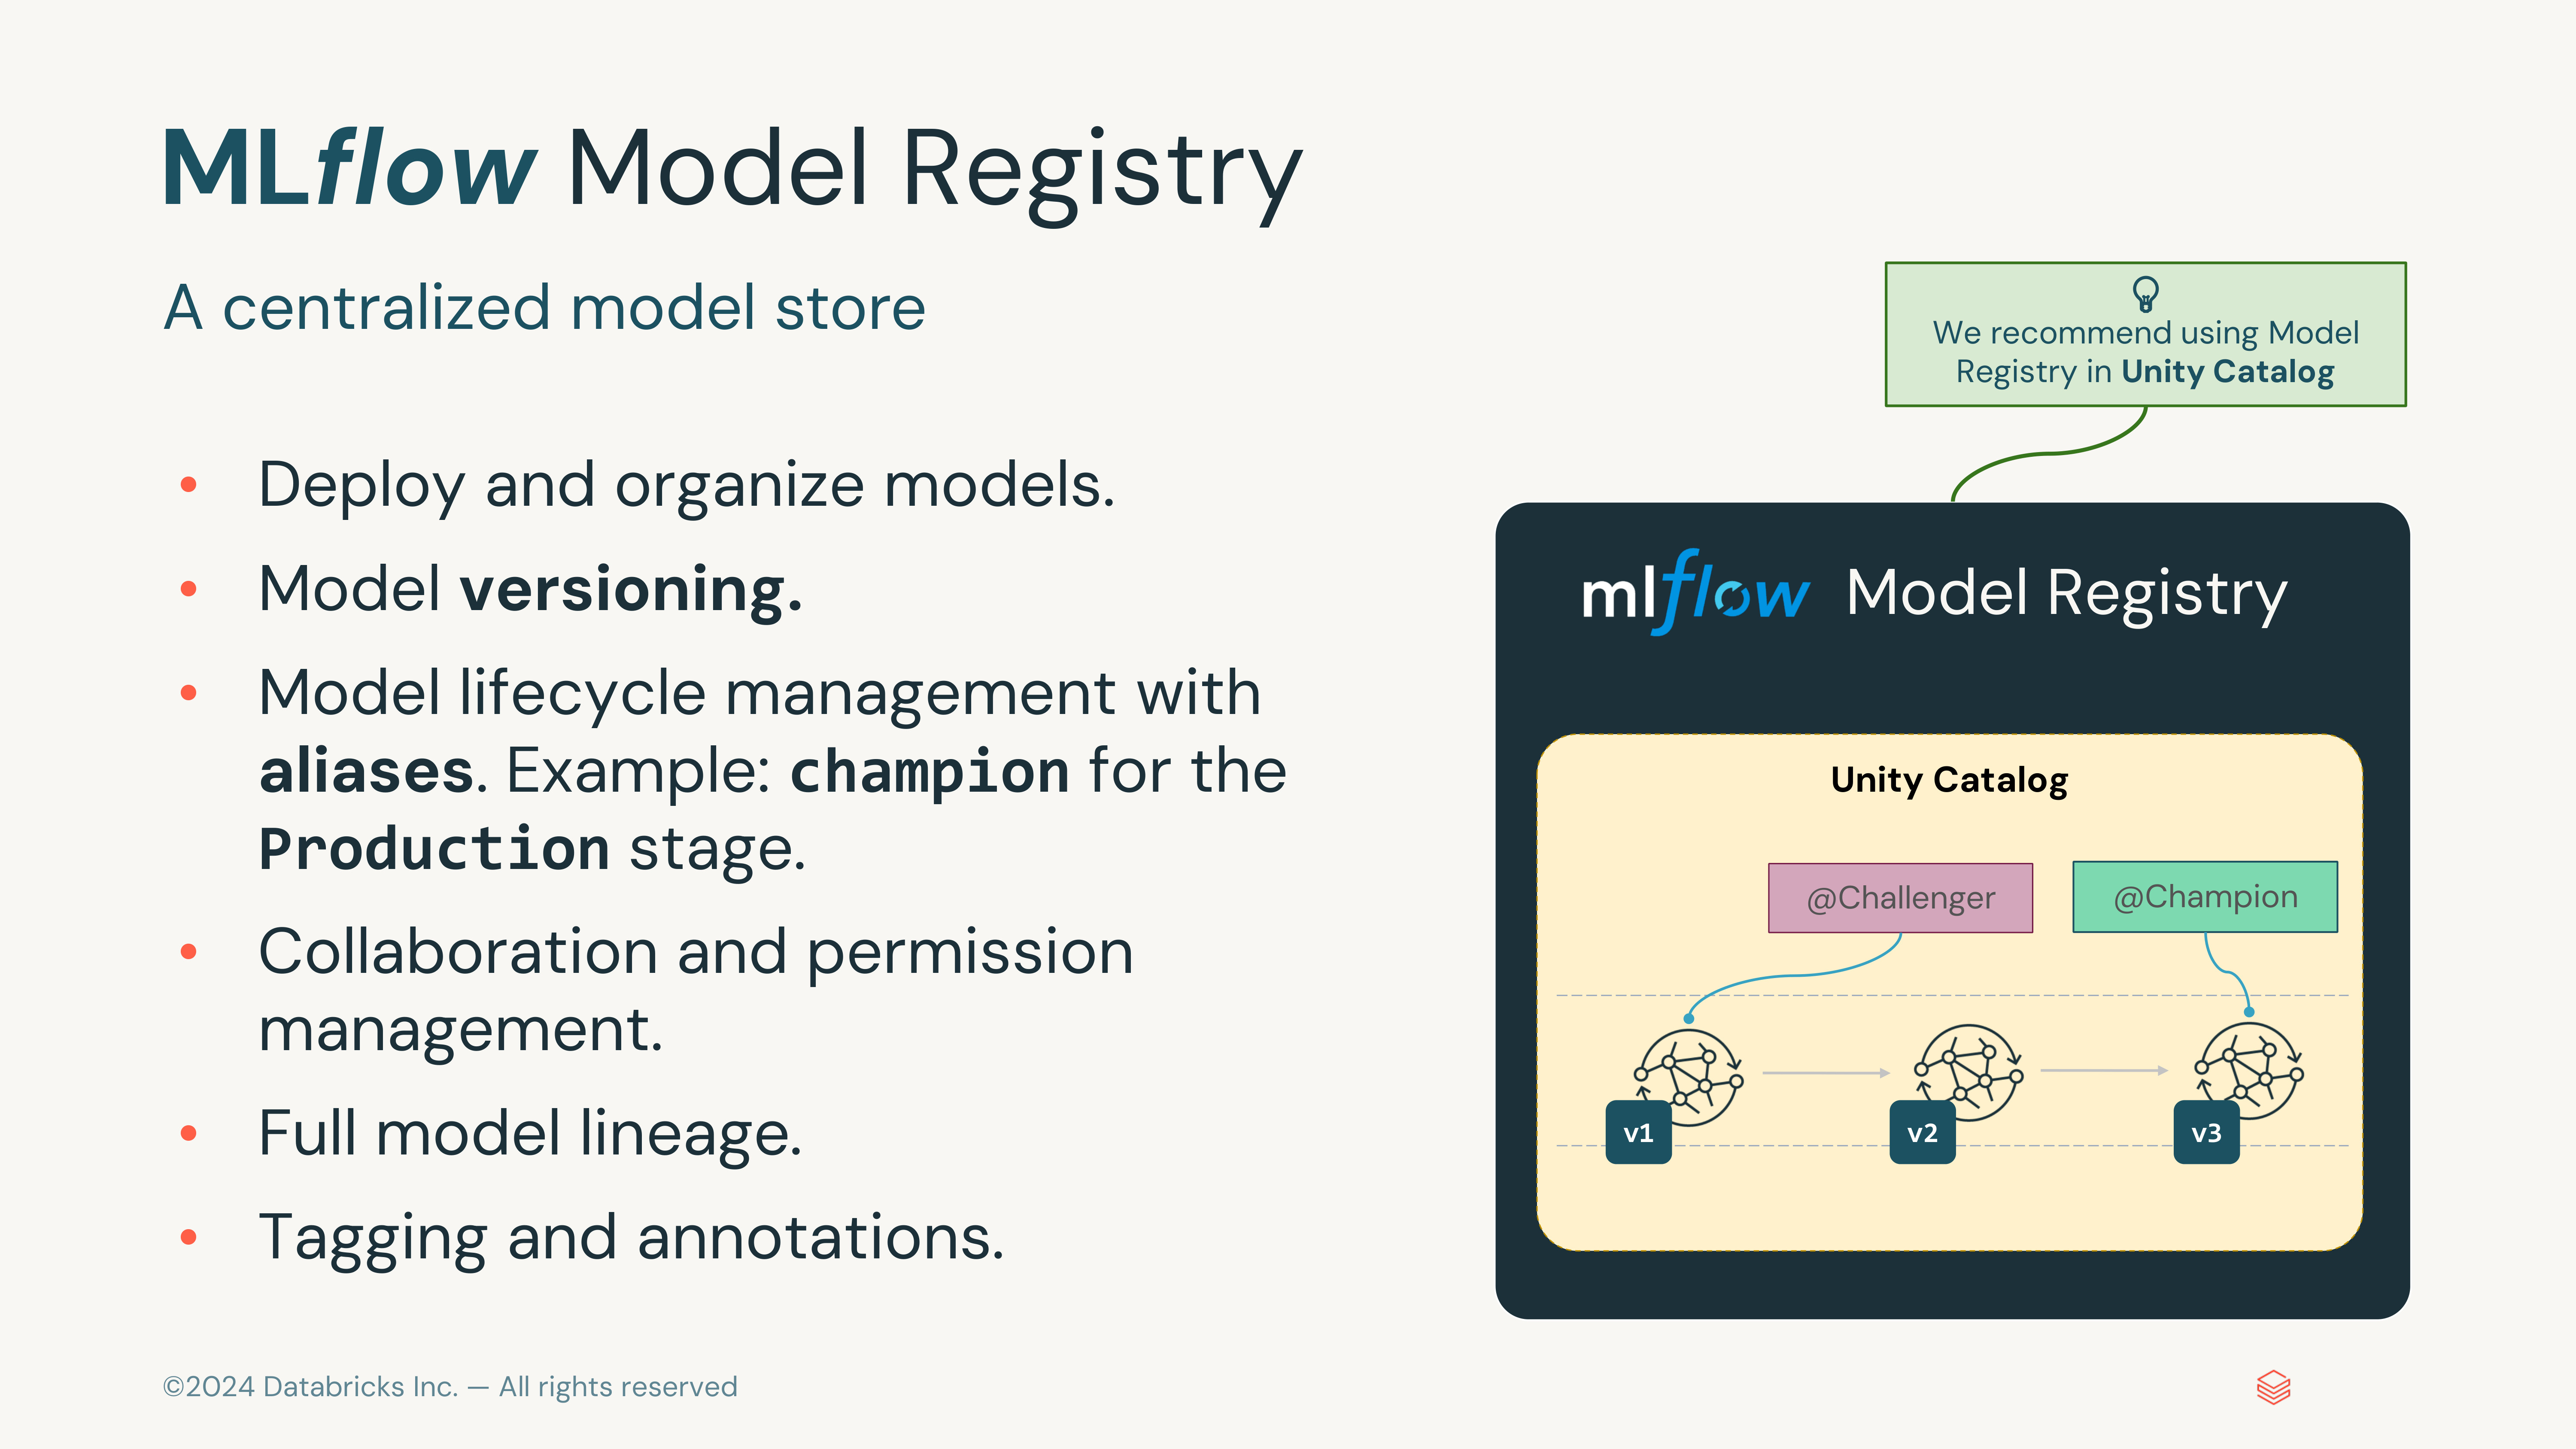 MLflow Model Registry
A centralized model store
We recommend using Model
Registry in Unity Catalog
• Deploy and organize models.
• Model versioning.
• Model lifecycle management with
aliases. Example: champion for the
Production stage.
• Collaboration and permission
management.
• Full model lineage.
• Tagging and annotations.
mlflow Model Registry
Unity Catalog
@Challenger
@Champion
v1
v2
v3
©2024 Databricks Inc. — All rights reserved